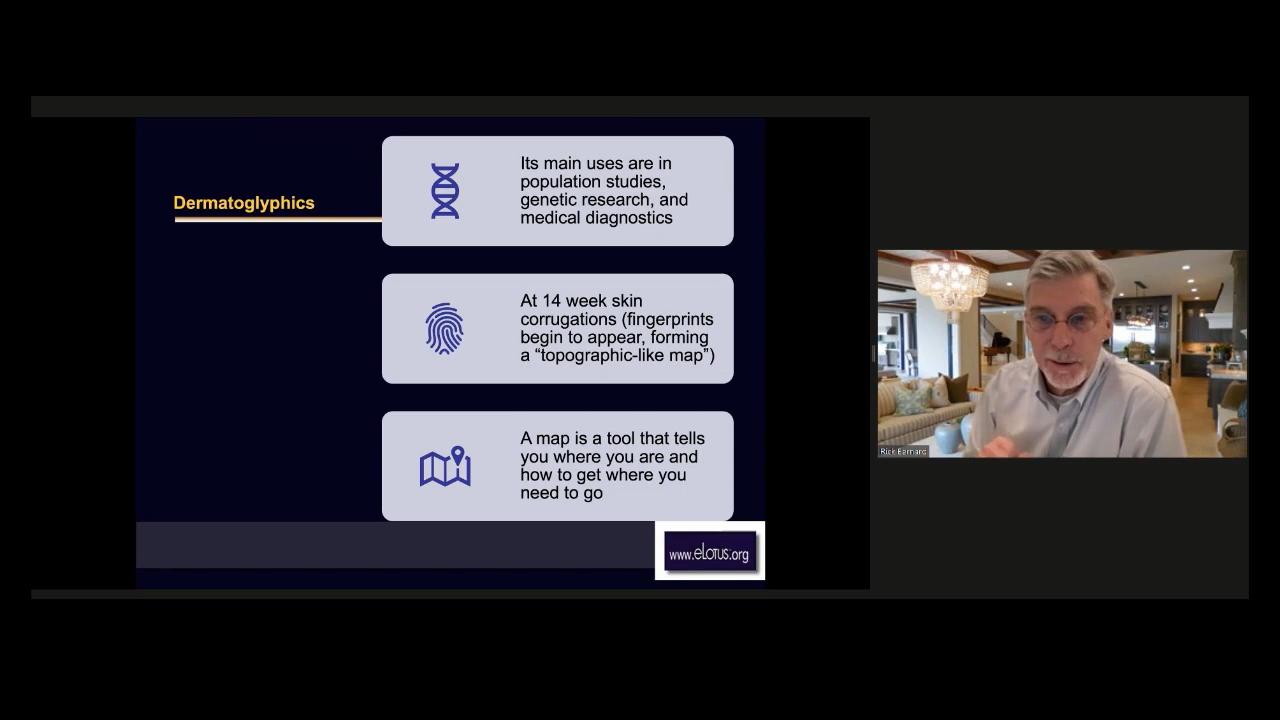 Dermatoglyphics
Its main uses are in
population studies,
genetic research, and
medical diagnostics
At 14 week skin
corrugations (fingerprints
begin to appear, forming
a “topographic-like map”)
A map is a tool that tells
you where you are and
how to get where you
need to go
www.eLotus.org
Rick Bernard